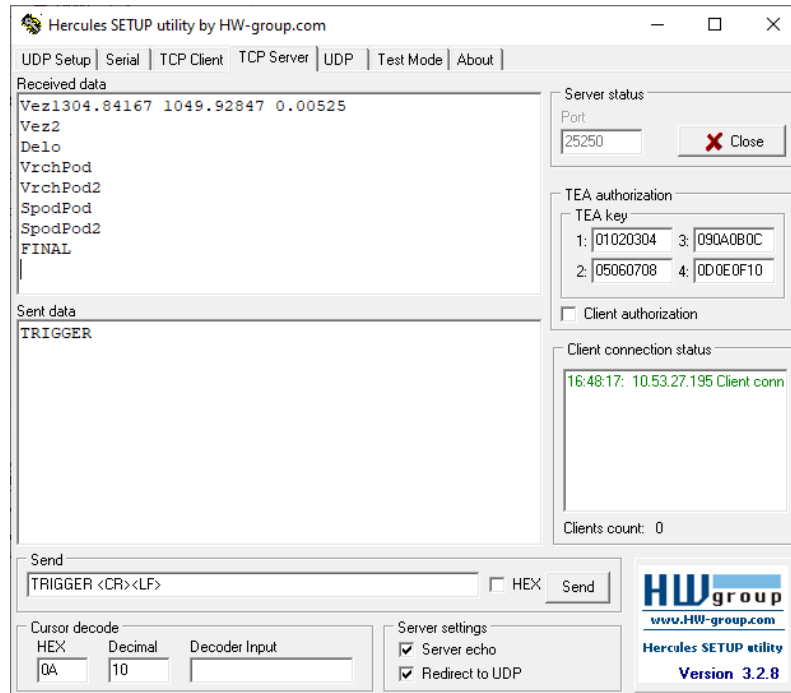 Hercules SETUP utility by HW-group.com
UDP Setup Serial TCP Client TCP Server UDP Test Mode About
Received data
Vez1304.84167 1049.92847 0.00525
Vez2
Delo
VrchPod
VrchPod2
SpodPod
SpodPod2
FINAL
Sent data
TRIGGER
Server status
Port
25250 Close
TEA authorization
TEA key
1: 01020304 3: 090A0B0C
2: 05060708 4: 0D0E0F10
Client authorization
Client connection status
16:48:17: 10.53.27.195 Client conn
Clients count: 0
Send
TRIGGER <CR><LF> HEX Send
Cursor decode
HEX Decimal Decoder Input
0A 10
Server settings
Server echo
Redirect to UDP
HW group
www.HW-group.com
Hercules SETUP utility
Version 3.2.8